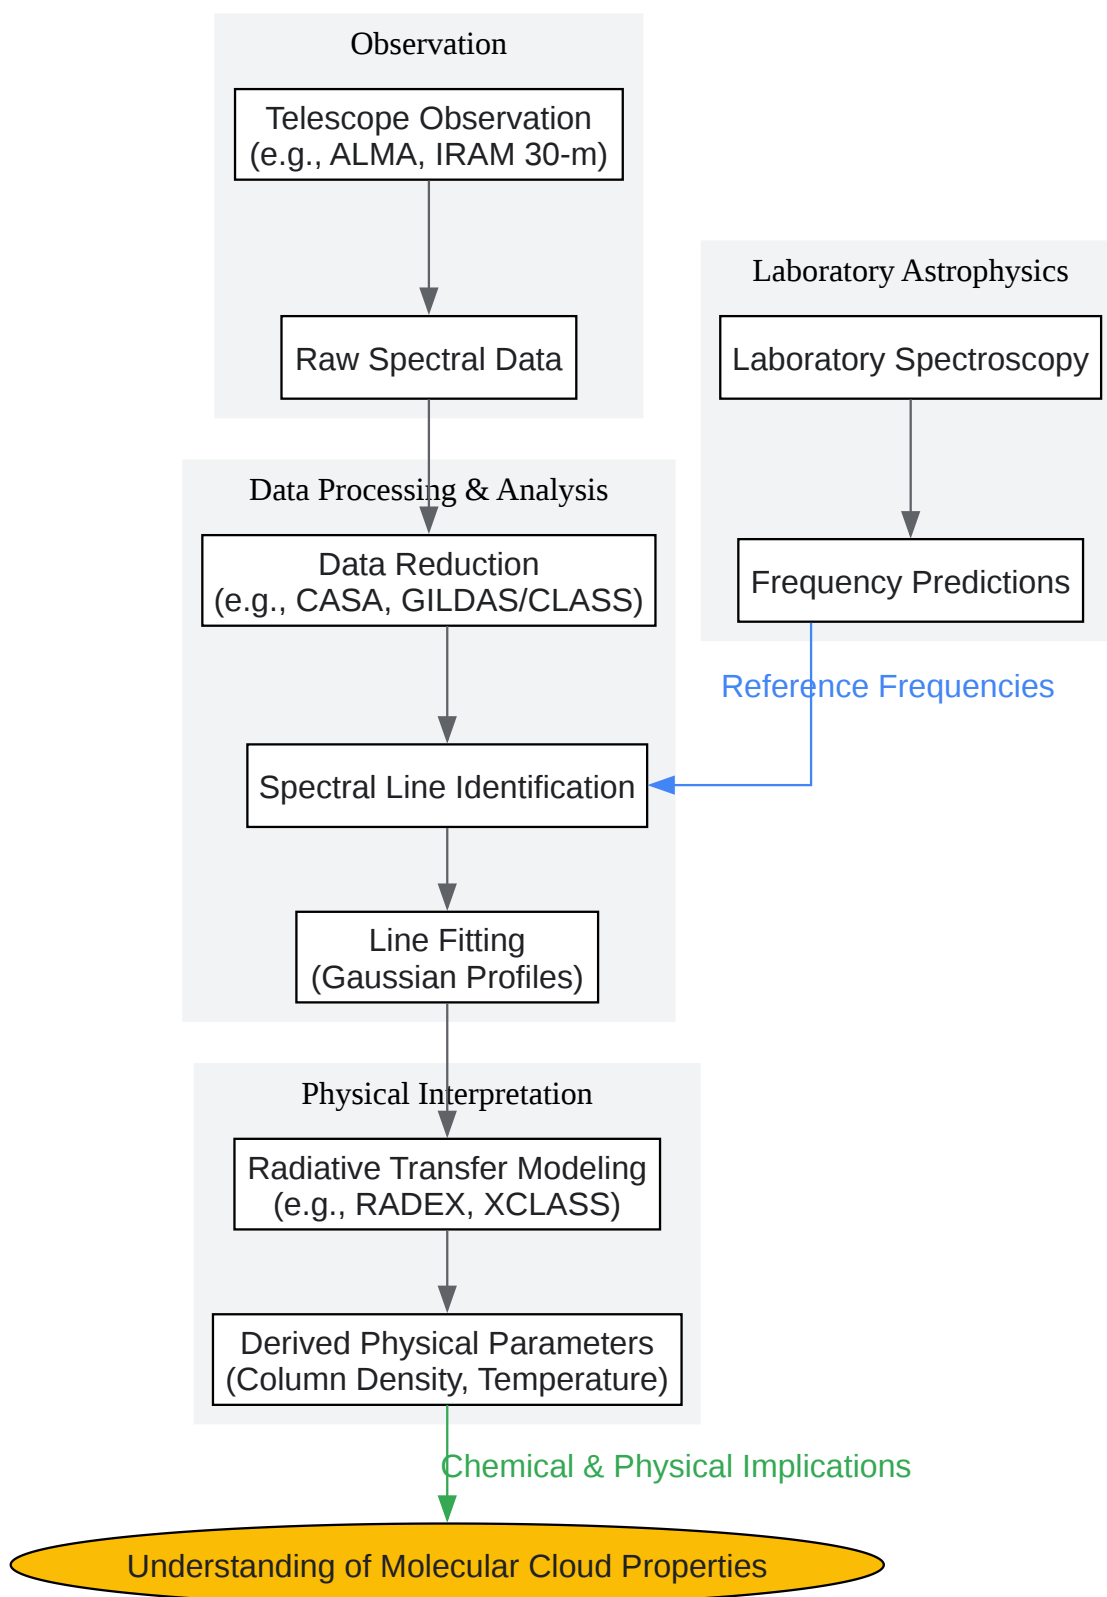 Observation
Telescope Observation
(e.g., ALMA, IRAM 30-m)
Raw Spectral Data
Laboratory Astrophysics
Laboratory Spectroscopy
Frequency Predictions
Reference Frequencies
Data Processing & Analysis
Data Reduction
(e.g., CASA, GILDAS/CLASS)
Spectral Line Identification
Line Fitting
(Gaussian Profiles)
Physical Interpretation
Radiative Transfer Modeling
(e.g., RADEX, XCLASS)
Derived Physical Parameters
(Column Density, Temperature)
Chemical & Physical Implications
Understanding of Molecular Cloud Properties